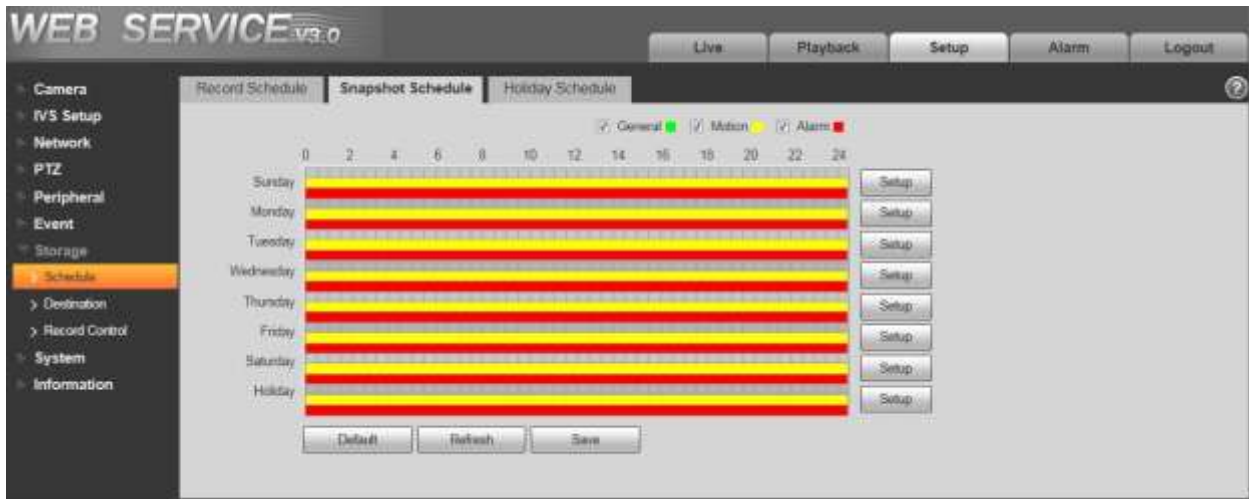 WEB SERVICE V3.0
Live Playback Setup Alarm Logout
Camera
IVS Setup
Network
PTZ
Peripheral
Event
Storage
Schedule
Destination
Record Control
System
Information
Record Schedule Snapshot Schedule Holiday Schedule
General Motion Alarm
0 2 4 6 8 10 12 14 16 18 20 22 24
Sunday Setup
Monday Setup
Tuesday Setup
Wednesday Setup
Thursday Setup
Friday Setup
Saturday Setup
Holiday Setup
Default Refresh Save